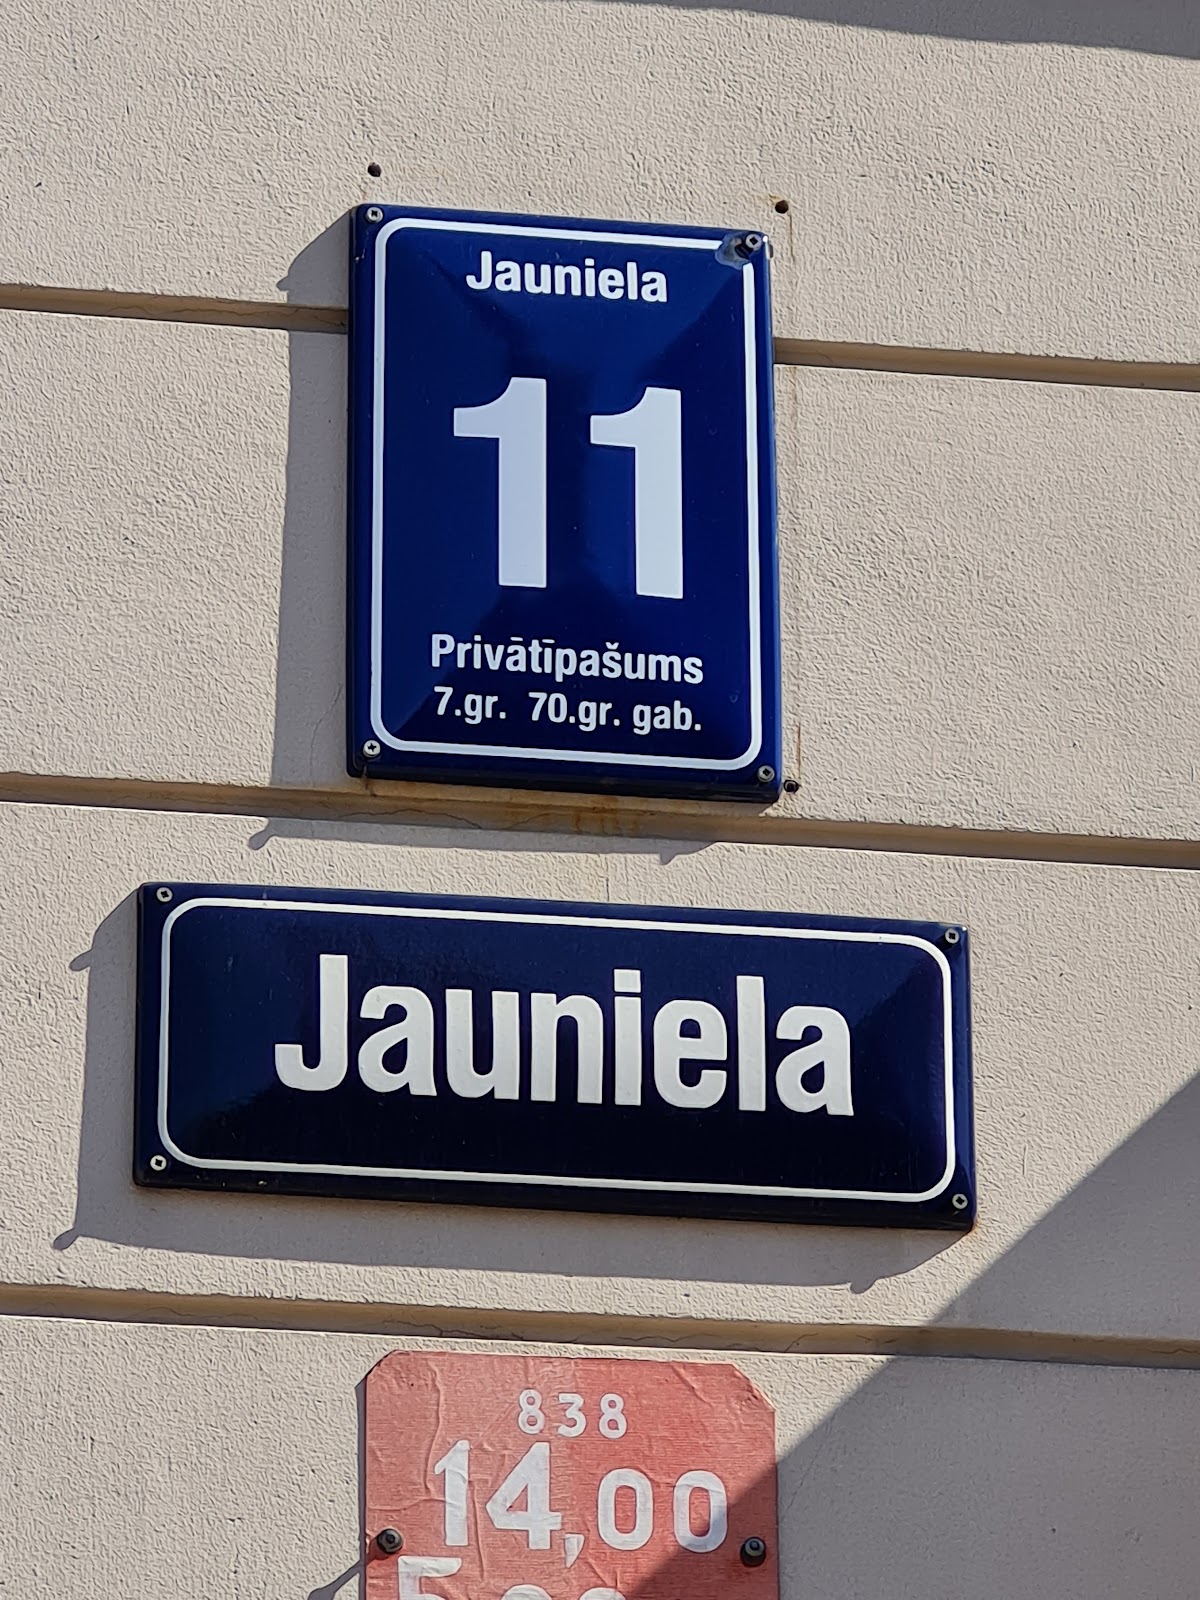 Jauniela
11
Privātīpašums
7.gr. 70.gr. gab.
Jauniela
838
14,00